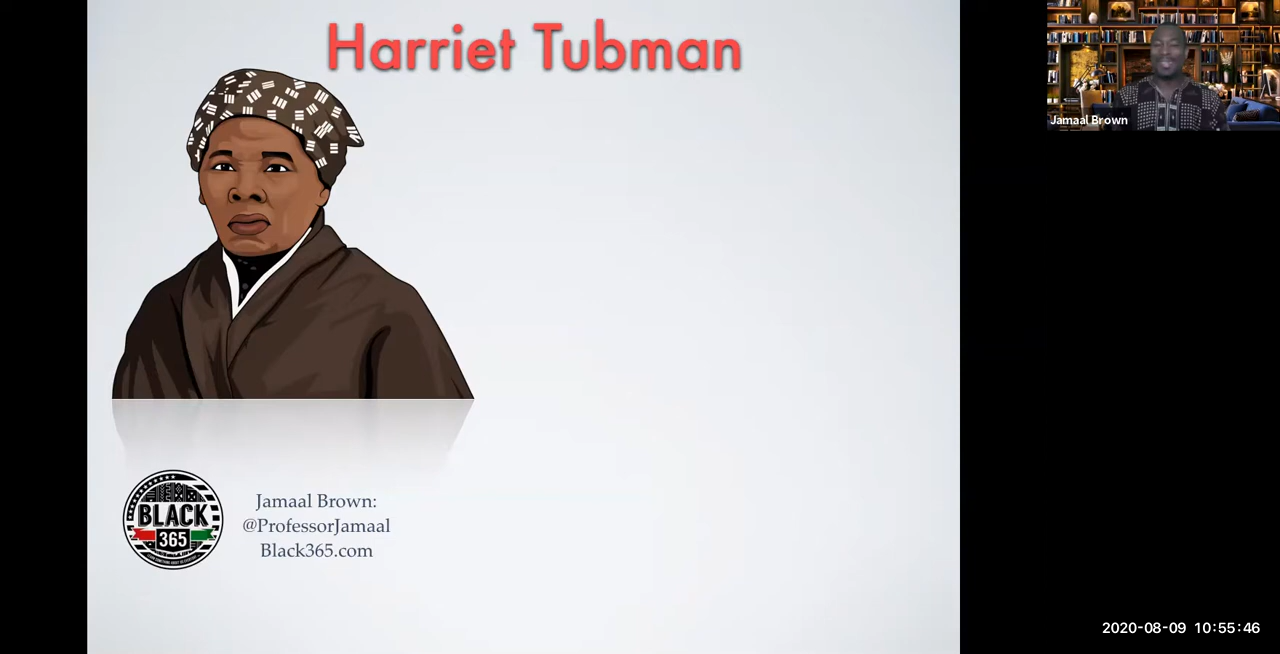 Harriet Tubman
Jamaal Brown
BLACK
365
Jamaal Brown:
@ProfessorJamaal
Black365.com
2020-08-09 10:55:46